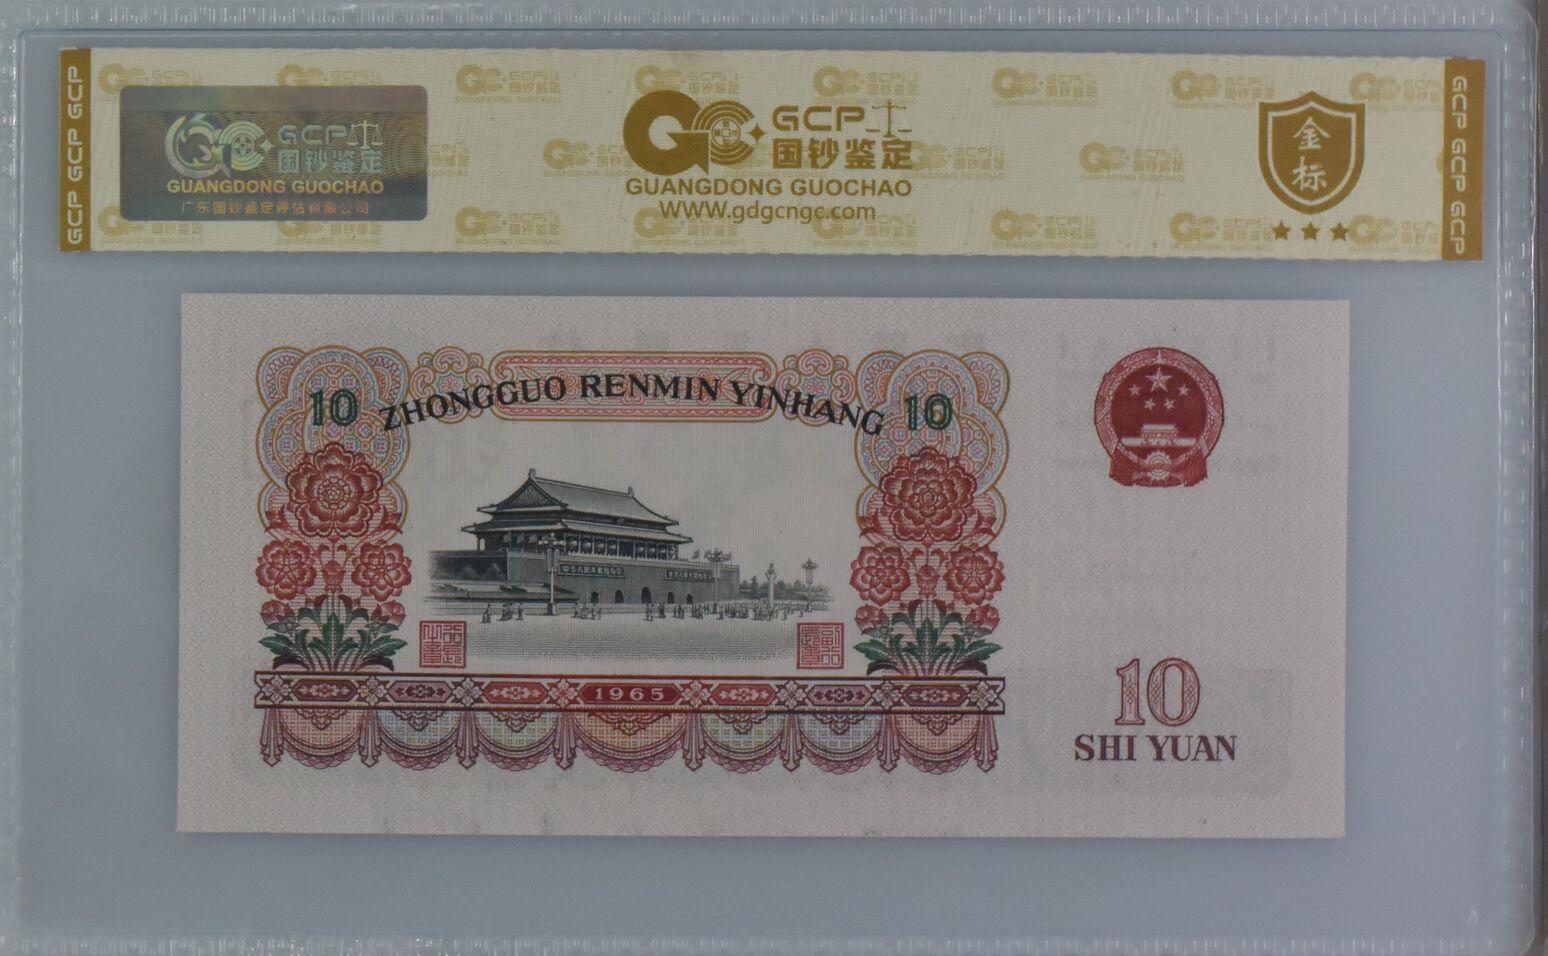 GCP 国钞鉴定
GUANGDONG GUOCHAO
广东国钞鉴定评估有限公司
GCP
国钞鉴定
GUANGDONG GUOCHAO
WWW.gdgcngc.com
金标
GCP GCP GCP
GCP GCP GCP
ZHONGGUO RENMIN YINHANG
10
10
1965
10
SHI YUAN